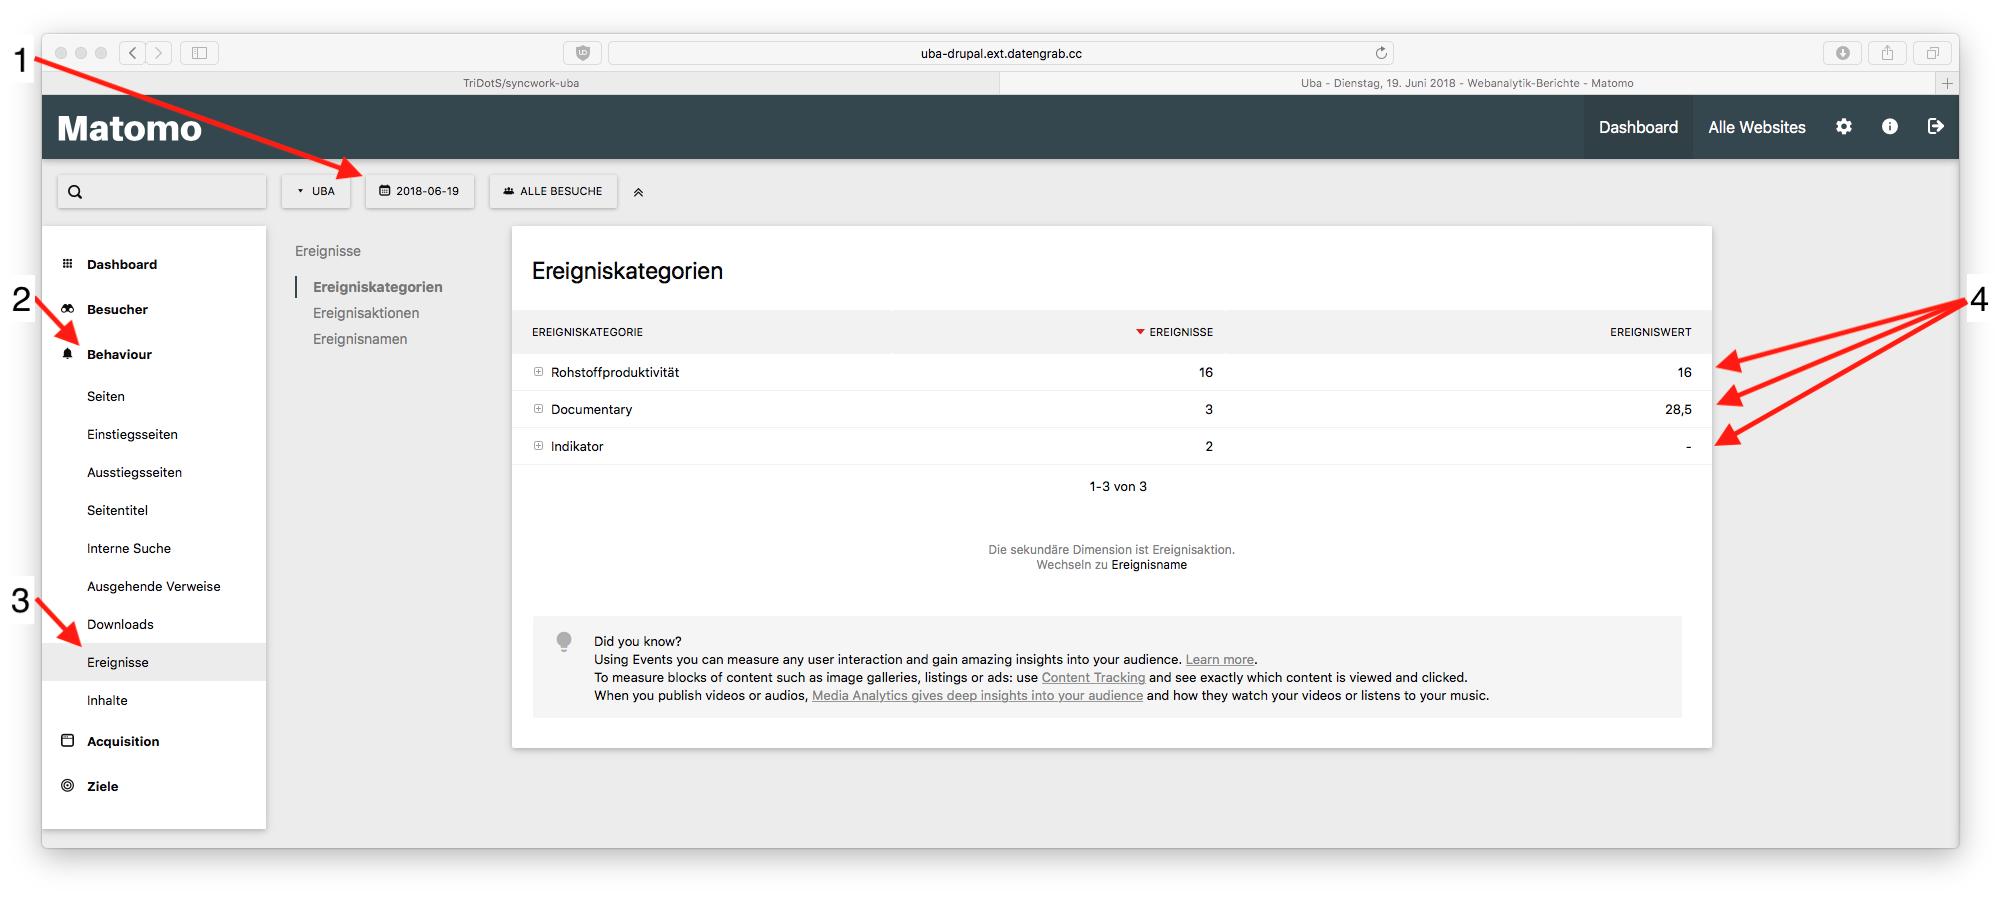 uba-drupal.ext.datengrab.cc
TriDotS/syncwork-uba
Uba - Dienstag, 19. Juni 2018 - Webanalytik-Berichte - Matomo
1
Matomo
Dashboard
Alle Websites
UBA
2018-06-19
ALLE BESUCHE
2
3
4
Dashboard
Besucher
Behaviour
Seiten
Einstiegsseiten
Ausstiegsseiten
Seitentitel
Interne Suche
Ausgehende Verweise
Downloads
Ereignisse
Inhalte
Acquisition
Ziele
Ereignisse
Ereigniskategorien
Ereignisaktionen
Ereignisnamen
Ereigniskategorien
EREIGNISKATEGORIE EREIGNISSE EREIGNISWERT
Rohstoffproduktivität 16 16
Documentary 3 28,5
Indikator 2 -
1-3 von 3
Die sekundäre Dimension ist Ereignisaktion.
Wechseln zu Ereignisname
Did you know?
Using Events you can measure any user interaction and gain amazing insights into your audience. Learn more.
To measure blocks of content such as image galleries, listings or ads: use Content Tracking and see exactly which content is viewed and clicked.
When you publish videos or audios, Media Analytics gives deep insights into your audience and how they watch your videos or listens to your music.